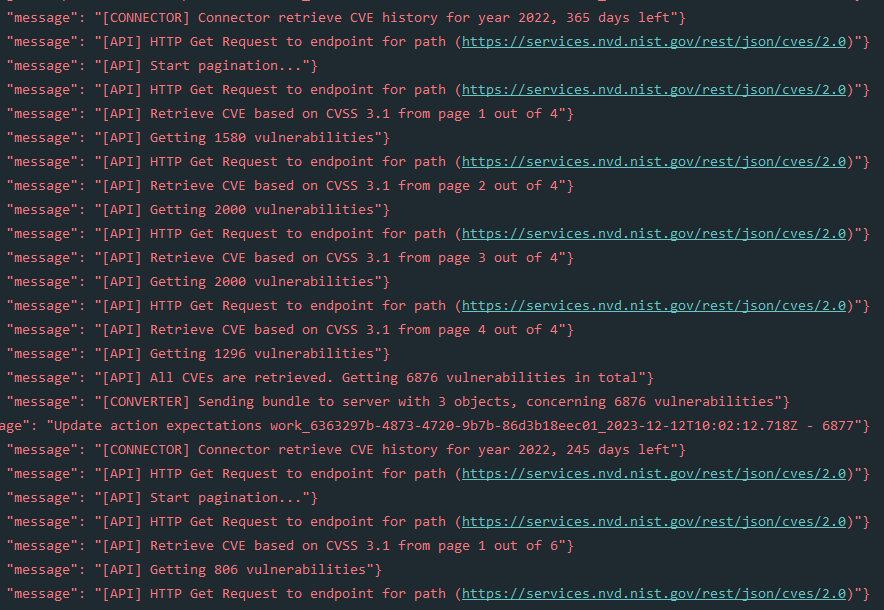 "message": "[CONNECTOR] Connector retrieve CVE history for year 2022, 365 days left"}
"message": "[API] HTTP Get Request to endpoint for path (https://services.nvd.nist.gov/rest/json/cves/2.0)"}
"message": "[API] Start pagination..."}
"message": "[API] HTTP Get Request to endpoint for path (https://services.nvd.nist.gov/rest/json/cves/2.0)"}
"message": "[API] Retrieve CVE based on CVSS 3.1 from page 1 out of 4"}
"message": "[API] Getting 1580 vulnerabilities"}
"message": "[API] HTTP Get Request to endpoint for path (https://services.nvd.nist.gov/rest/json/cves/2.0)"}
"message": "[API] Retrieve CVE based on CVSS 3.1 from page 2 out of 4"}
"message": "[API] Getting 2000 vulnerabilities"}
"message": "[API] HTTP Get Request to endpoint for path (https://services.nvd.nist.gov/rest/json/cves/2.0)"}
"message": "[API] Retrieve CVE based on CVSS 3.1 from page 3 out of 4"}
"message": "[API] Getting 2000 vulnerabilities"}
"message": "[API] HTTP Get Request to endpoint for path (https://services.nvd.nist.gov/rest/json/cves/2.0)"}
"message": "[API] Retrieve CVE based on CVSS 3.1 from page 4 out of 4"}
"message": "[API] Getting 1296 vulnerabilities"}
"message": "[API] All CVEs are retrieved. Getting 6876 vulnerabilities in total"}
"message": "[CONVERTER] Sending bundle to server with 3 objects, concerning 6876 vulnerabilities"}
age": "Update action expectations work_6363297b-4873-4720-9b7b-86d3b18eec01_2023-12-12T10:02:12.718Z - 6877"}
"message": "[CONNECTOR] Connector retrieve CVE history for year 2022, 245 days left"}
"message": "[API] HTTP Get Request to endpoint for path (https://services.nvd.nist.gov/rest/json/cves/2.0)"}
"message": "[API] Start pagination..."}
"message": "[API] HTTP Get Request to endpoint for path (https://services.nvd.nist.gov/rest/json/cves/2.0)"}
"message": "[API] Retrieve CVE based on CVSS 3.1 from page 1 out of 6"}
"message": "[API] Getting 806 vulnerabilities"}
"message": "[API] HTTP Get Request to endpoint for path (https://services.nvd.nist.gov/rest/json/cves/2.0)"}